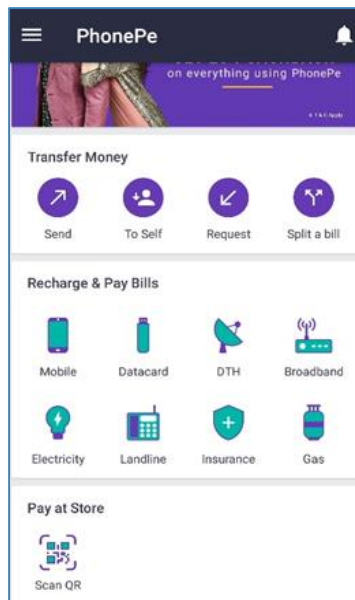 PhonePe
on everything using PhonePe
Transfer Money
Send To Self Request Split a bill
Recharge & Pay Bills
Mobile Datacard DTH Broadband
Electricity Landline Insurance Gas
Pay at Store
Scan QR